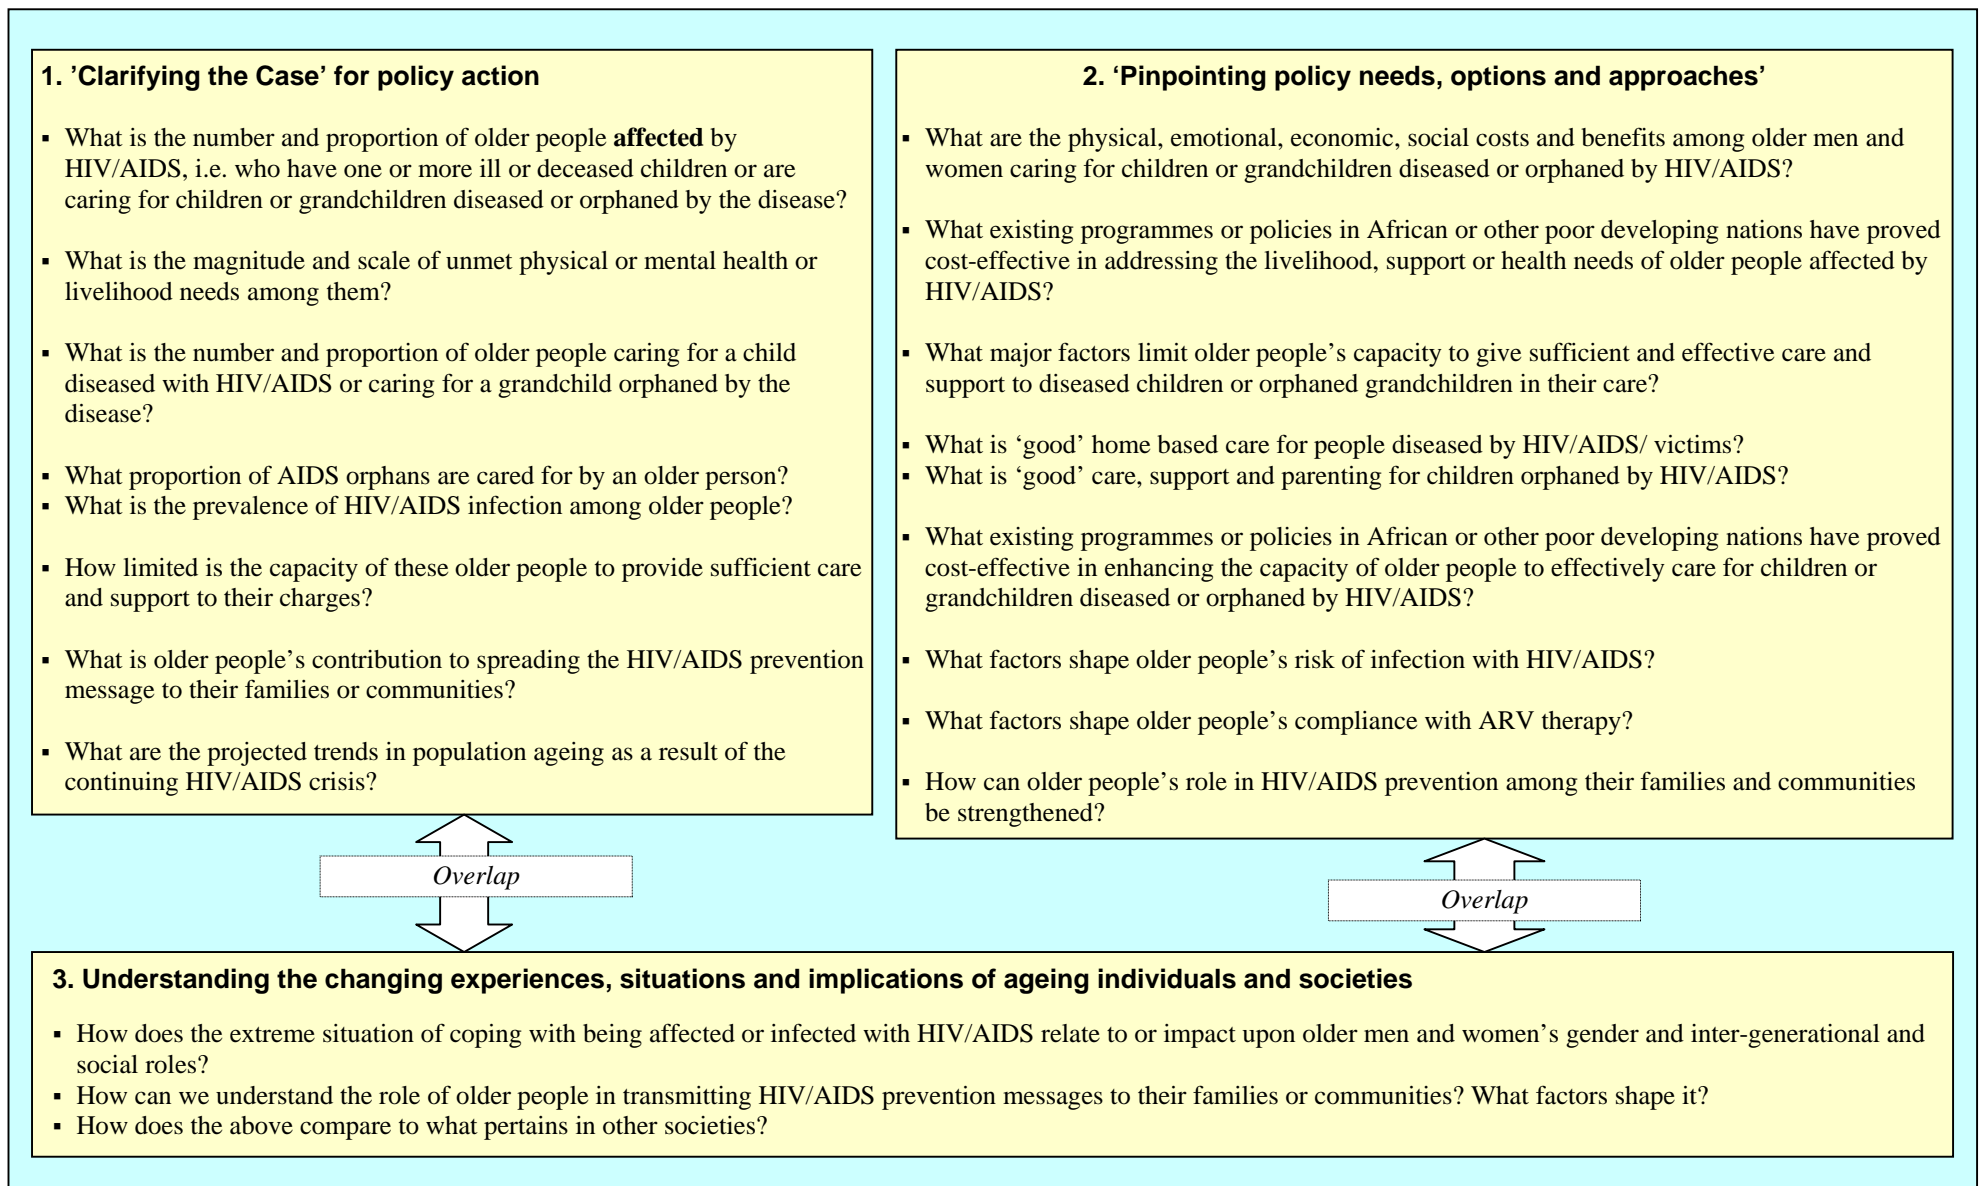 1. ’Clarifying the Case’ for policy action
▪ What is the number and proportion of older people affected by
HIV/AIDS, i.e. who have one or more ill or deceased children or are
caring for children or grandchildren diseased or orphaned by the disease?
▪ What is the magnitude and scale of unmet physical or mental health or
livelihood needs among them?
▪ What is the number and proportion of older people caring for a child
diseased with HIV/AIDS or caring for a grandchild orphaned by the
disease?
▪ What proportion of AIDS orphans are cared for by an older person?
▪ What is the prevalence of HIV/AIDS infection among older people?
▪ How limited is the capacity of these older people to provide sufficient care
and support to their charges?
▪ What is older people’s contribution to spreading the HIV/AIDS prevention
message to their families or communities?
▪ What are the projected trends in population ageing as a result of the
continuing HIV/AIDS crisis?
2. ‘Pinpointing policy needs, options and approaches’
▪ What are the physical, emotional, economic, social costs and benefits among older men and
women caring for children or grandchildren diseased or orphaned by HIV/AIDS?
▪ What existing programmes or policies in African or other poor developing nations have proved
cost-effective in addressing the livelihood, support or health needs of older people affected by
HIV/AIDS?
▪ What major factors limit older people’s capacity to give sufficient and effective care and
support to diseased children or orphaned grandchildren in their care?
▪ What is ‘good’ home based care for people diseased by HIV/AIDS/ victims?
▪ What is ‘good’ care, support and parenting for children orphaned by HIV/AIDS?
▪ What existing programmes or policies in African or other poor developing nations have proved
cost-effective in enhancing the capacity of older people to effectively care for children or
grandchildren diseased or orphaned by HIV/AIDS?
▪ What factors shape older people’s risk of infection with HIV/AIDS?
▪ What factors shape older people’s compliance with ARV therapy?
▪ How can older people’s role in HIV/AIDS prevention among their families and communities
be strengthened?
Overlap
Overlap
3. Understanding the changing experiences, situations and implications of ageing individuals and societies
▪ How does the extreme situation of coping with being affected or infected with HIV/AIDS relate to or impact upon older men and women’s gender and inter-generational and
social roles?
▪ How can we understand the role of older people in transmitting HIV/AIDS prevention messages to their families or communities? What factors shape it?
▪ How does the above compare to what pertains in other societies?